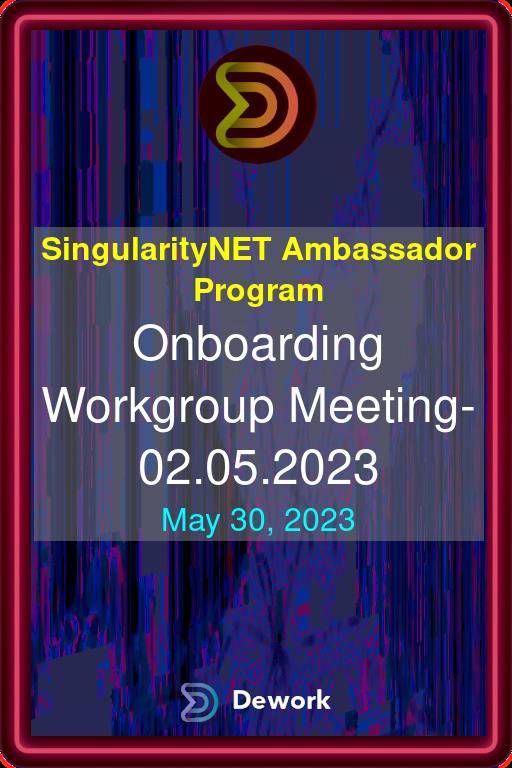 SingularityNET Ambassador
Program
Onboarding
Workgroup Meeting-
02.05.2023
May 30, 2023
Dework